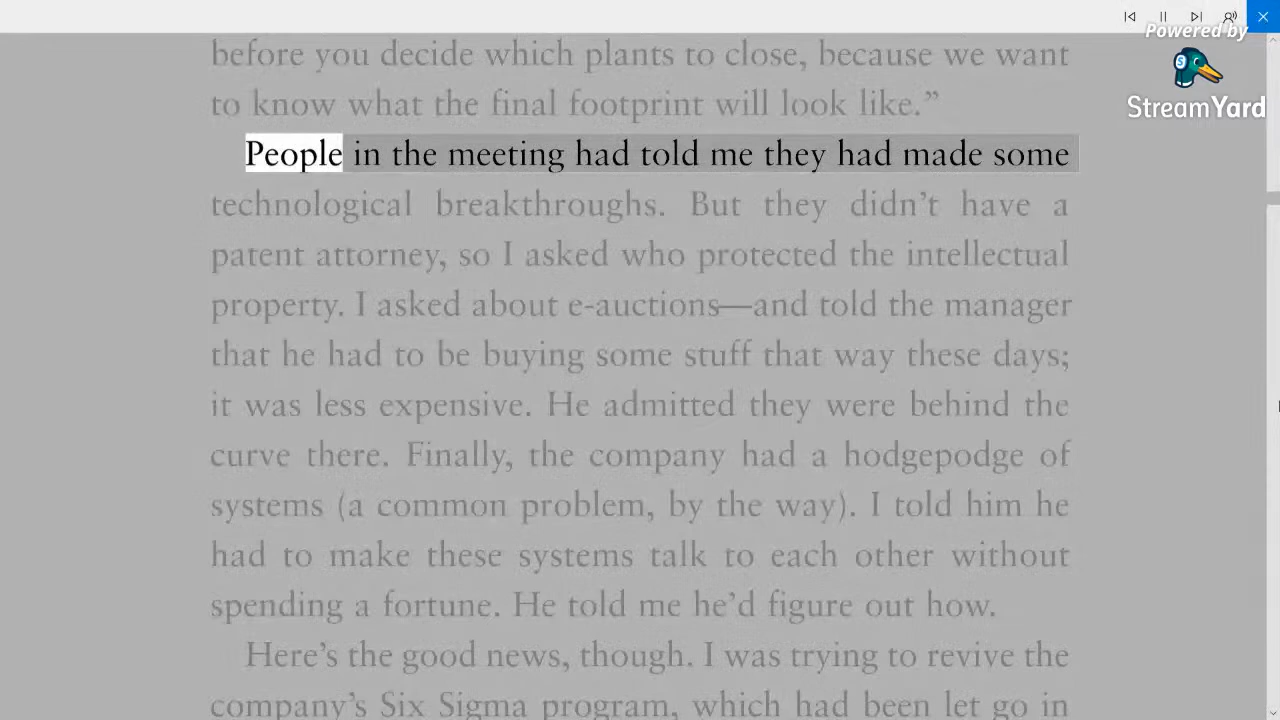 Powered by
StreamYard
before you decide which plants to close, because we want
to know what the final footprint will look like.”
People in the meeting had told me they had made some
technological breakthroughs. But they didn’t have a
patent attorney, so I asked who protected the intellectual
property. I asked about e-auctions—and told the manager
that he had to be buying some stuff that way these days;
it was less expensive. He admitted they were behind the
curve there. Finally, the company had a hodgepodge of
systems (a common problem, by the way). I told him he
had to make these systems talk to each other without
spending a fortune. He told me he’d figure out how.
Here’s the good news, though. I was trying to revive the
company’s Six Sigma program, which had been let go in